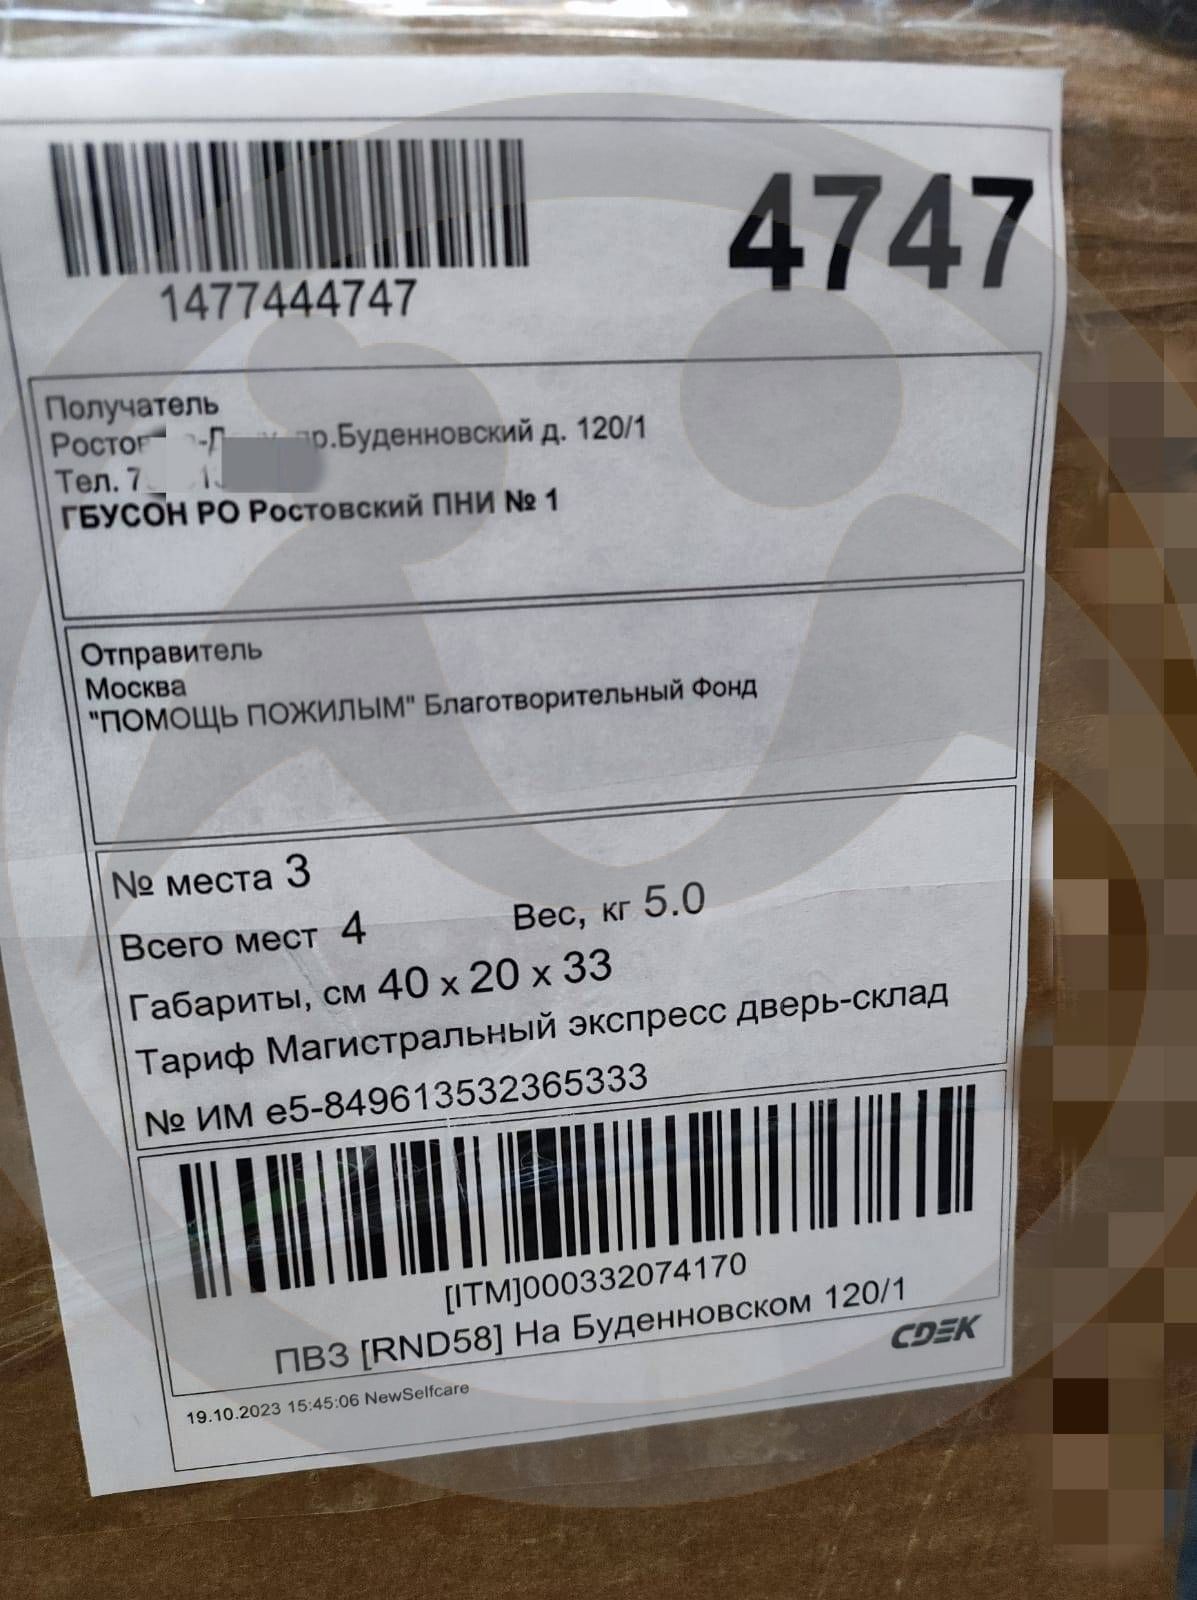 4747
1477444747
Получатель
пр.Буденновский д. 120/1
Тел. 7
ГБУСОН РО Ростовский ПНИ № 1
Отправитель
Москва
"ПОМОЩЬ ПОЖИЛЫМ" Благотворительный Фонд
№ места 3
Всего мест 4 Вес, кг 5.0
Габариты, см 40 x 20 x 33
Тариф Магистральный экспресс дверь-склад
№ ИМ e5-849613532365333
[ITM]000332074170
ПВЗ [RND58] На Буденновском 120/1
CDEK
19.10.2023 15:45:06 NewSelfcare